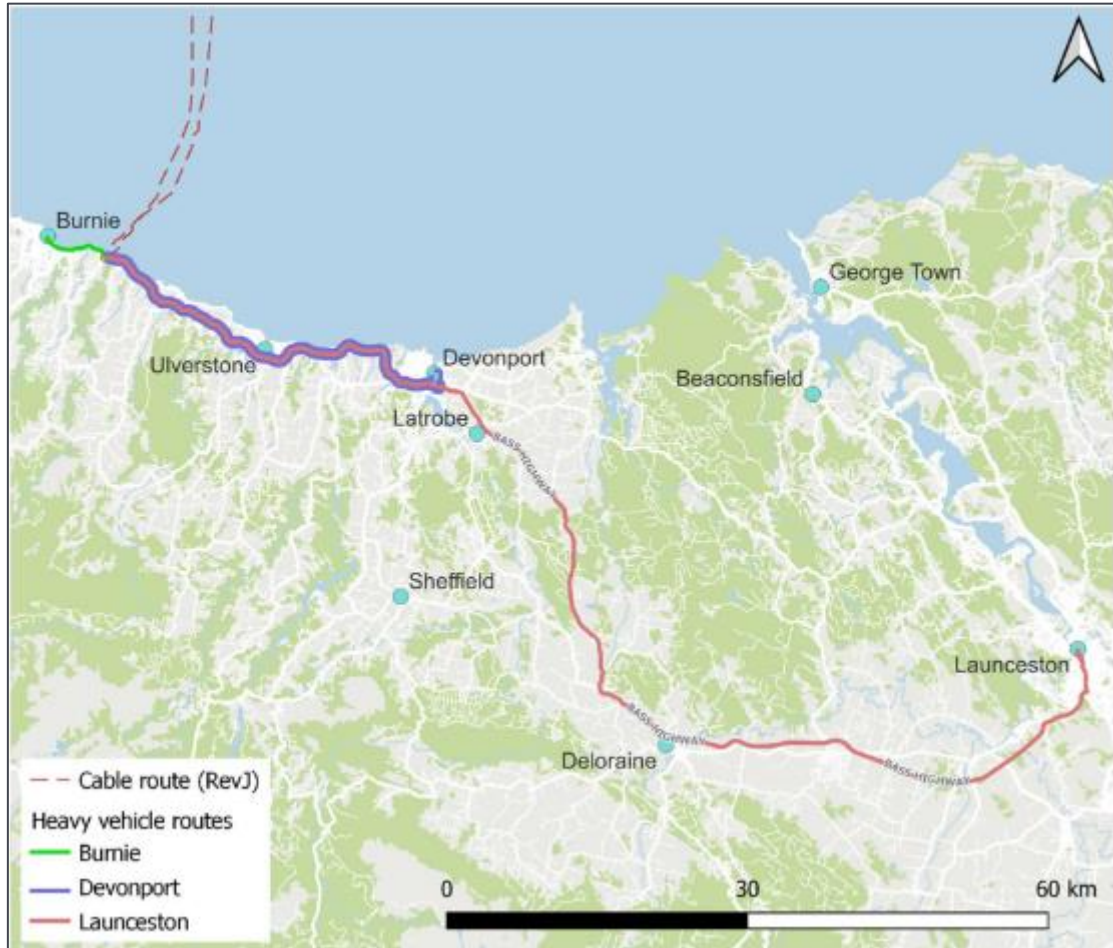 Burnie
George Town
Ulverstone
Devonport
Beaconsfield
Latrobe
BASS-HIGHWAY
Sheffield
Launceston
BASS-HIGHWAY
Deloraine
BASS-HIGHWAY
Cable route (RevJ)
Heavy vehicle routes
Burnie
Devonport
Launceston
0 30 60 km